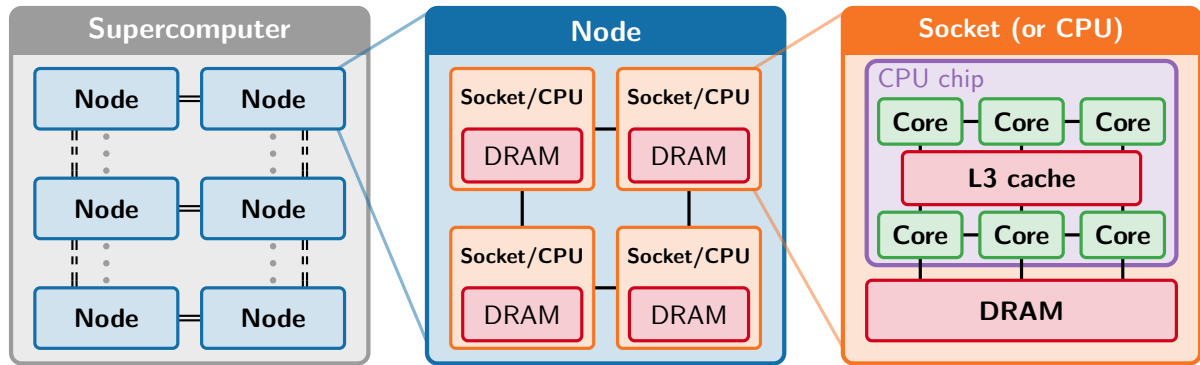 Supercomputer
Node
Node
Node
Node
Node
Node
Node
Socket/CPU
Socket/CPU
DRAM
DRAM
Socket/CPU
Socket/CPU
DRAM
DRAM
Socket (or CPU)
CPU chip
Core
Core
Core
L3 cache
Core
Core
Core
DRAM